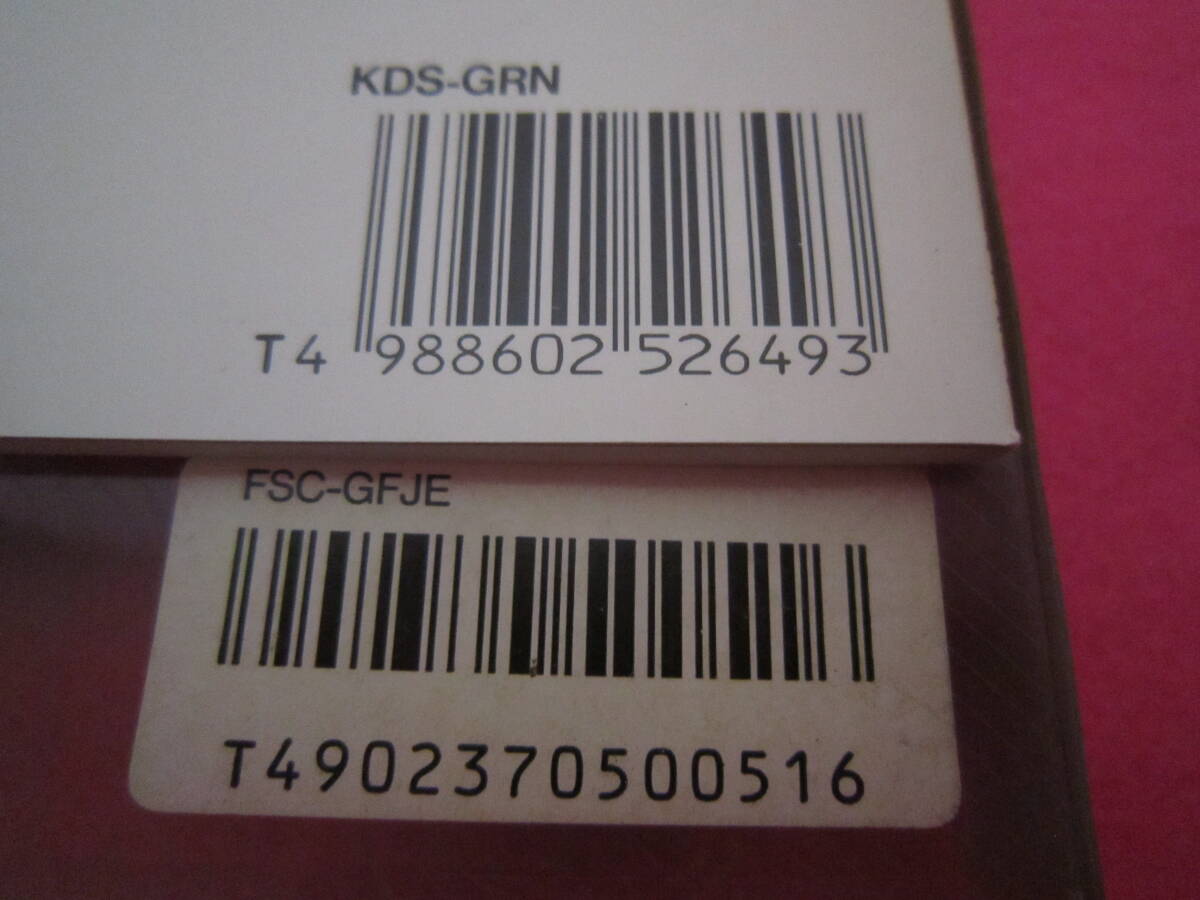 KDS-GRN
T4 988602 526493
FSC-GFJE
T4902370500516